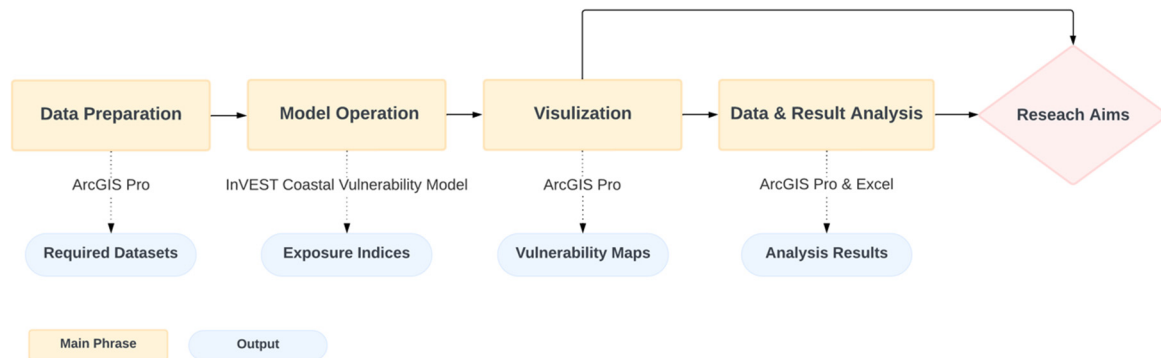 Data Preparation
Model Operation
Visulization
Data & Result Analysis
Reseach Aims
ArcGIS Pro
InVEST Coastal Vulnerability Model
ArcGIS Pro
ArcGIS Pro & Excel
Required Datasets
Exposure Indices
Vulnerability Maps
Analysis Results
Main Phrase
Output